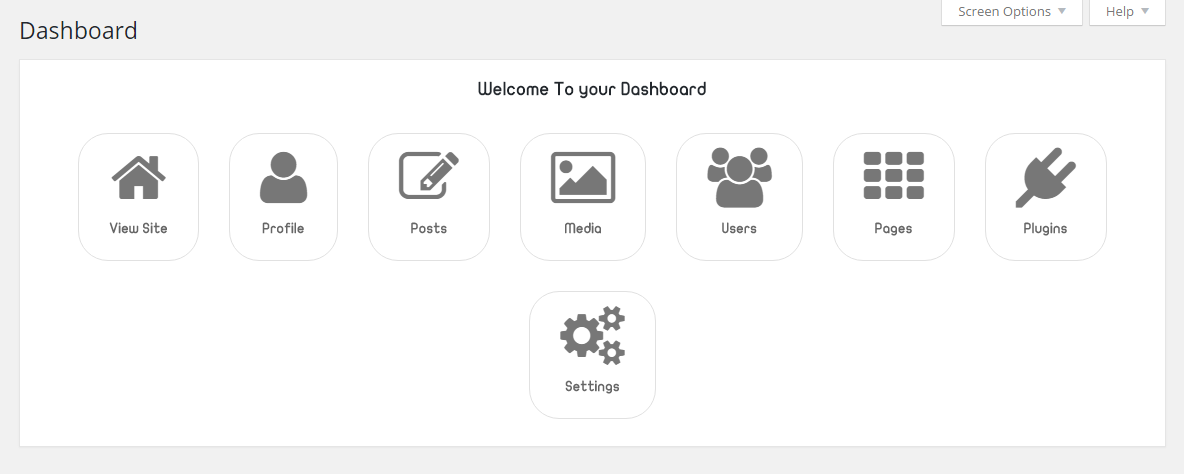 Screen Options
Help
Dashboard
Welcome To your Dashboard
View Site
Profile
Posts
Media
Users
Pages
Plugins
Settings